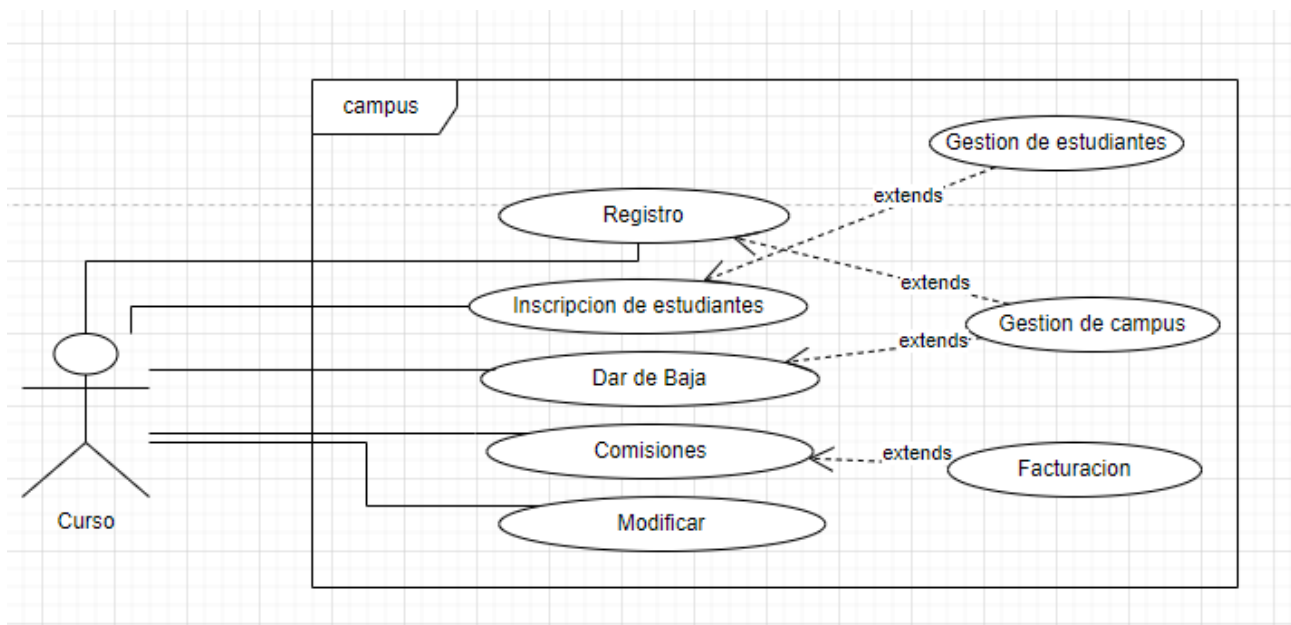 campus
Gestion de estudiantes
extends
Registro
extends
Inscripcion de estudiantes
Gestion de campus
extends
Dar de Baja
Comisiones
extends
Facturacion
Curso
Modificar